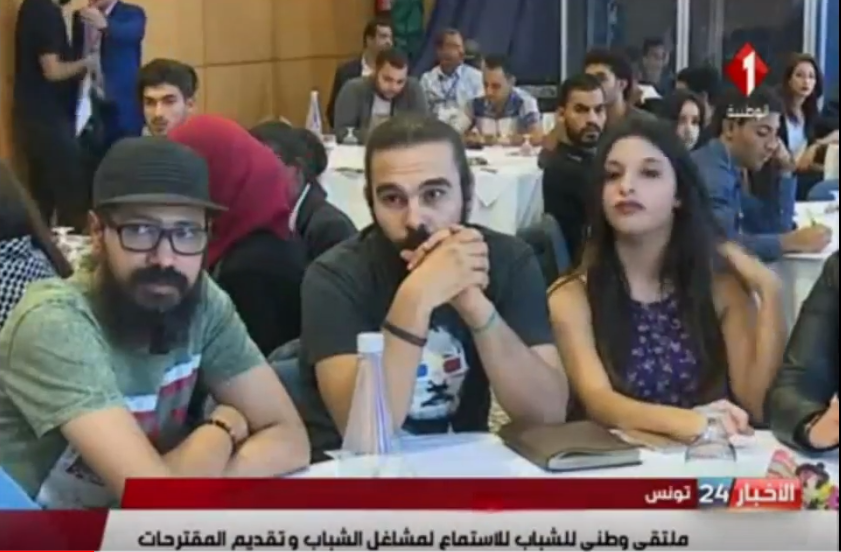 الوطنية
1
الأخبار 24 تونس
ملتقى وطني للشباب للاستماع لمشاغل الشباب و تقديم المقترحات